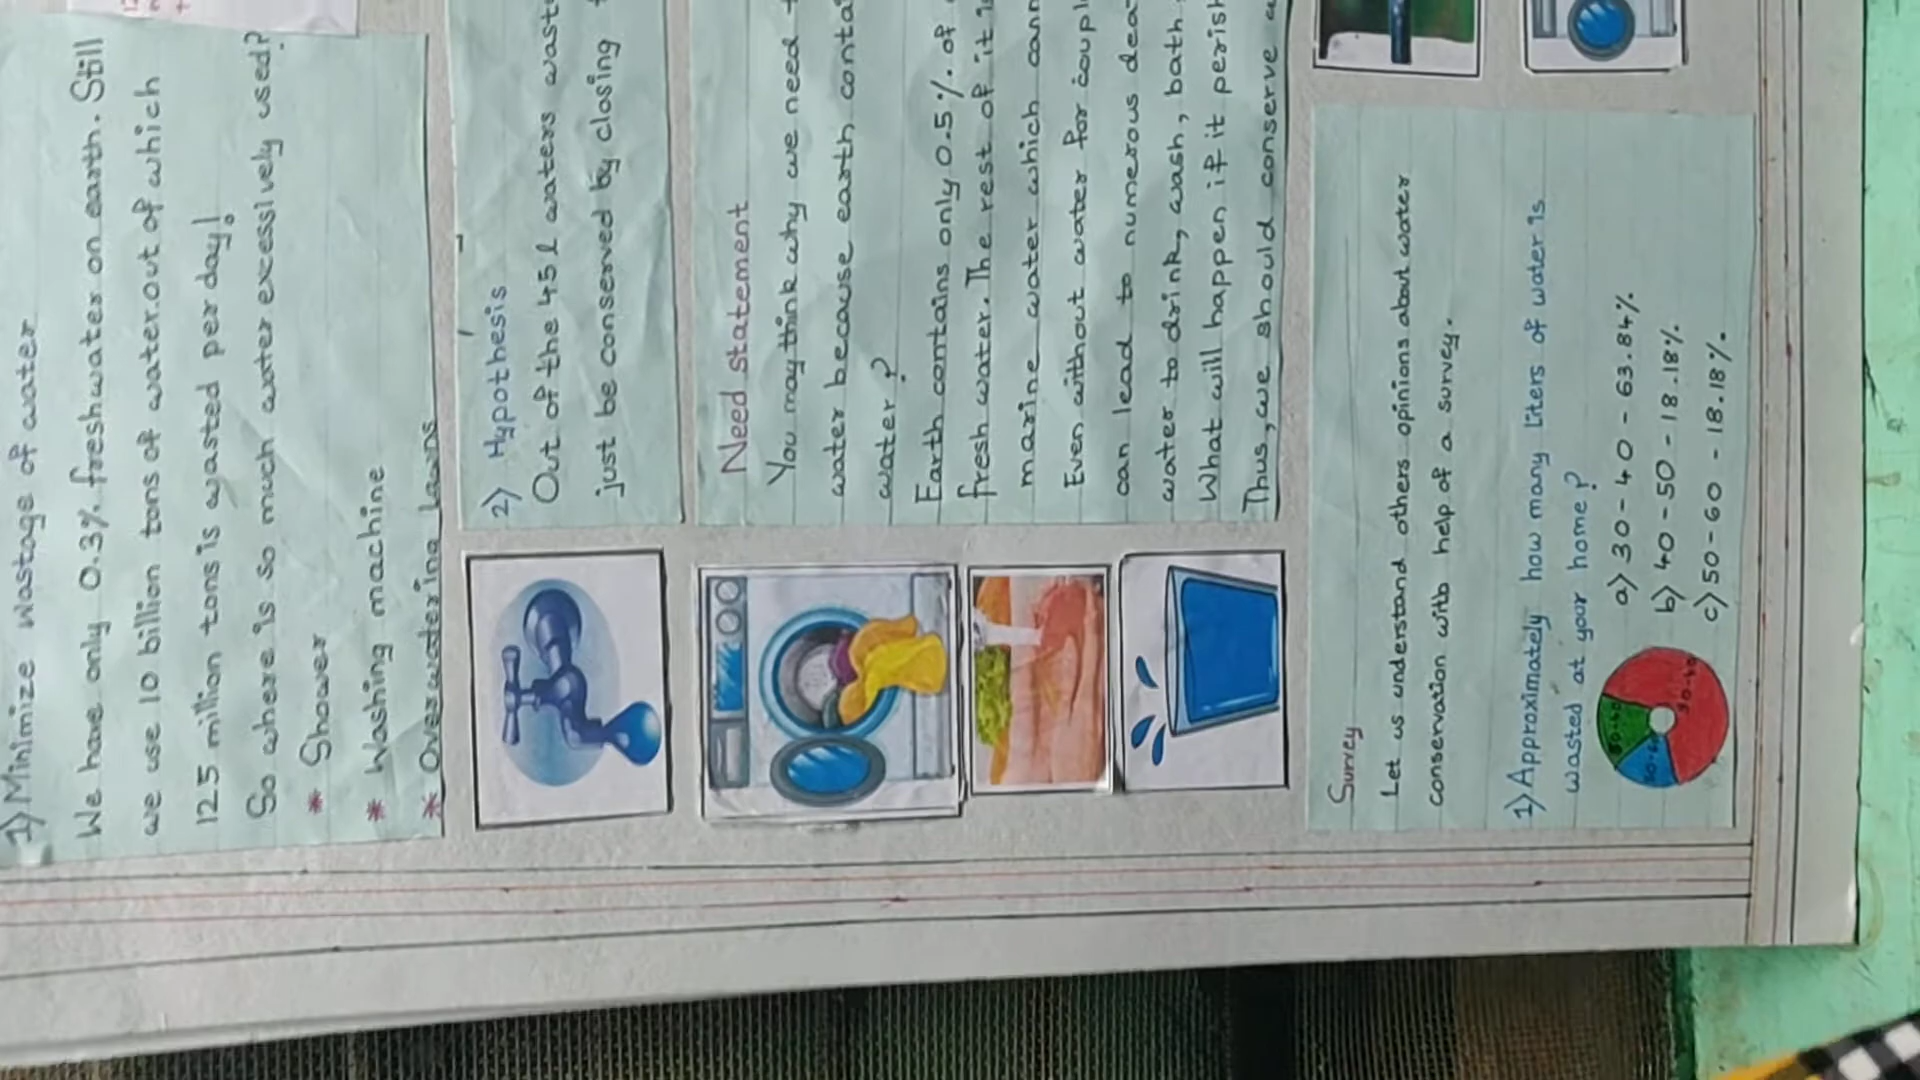 1) Minimize wastage of water
We have only 0.3% freshwater on earth. Still
we use 10 billion tons of water.out of which
125 million tons is wasted per day!
So where is so much water excessively used?
* Shower
* Washing machine
* Overwatering lawns
2) Hypothesis
Out of the 45 l waters
just be conserved by closing
Need statement
You may think why we need
water because earth
water?
Earth contains only 0.5% of
fresh water. The rest of it
marine water which
Even without water for
can lead to numerous
water to drink, wash, bath
What will happen if it
Thus, we should conserve
Survey
Let us understand others opinions about water
conservation with help of a survey.
1) Approximately how many liters of water is
wasted at your home?
a) 30-40 - 63.84%
b) 40-50 - 18.18%
c) 50-60 - 18.18%.